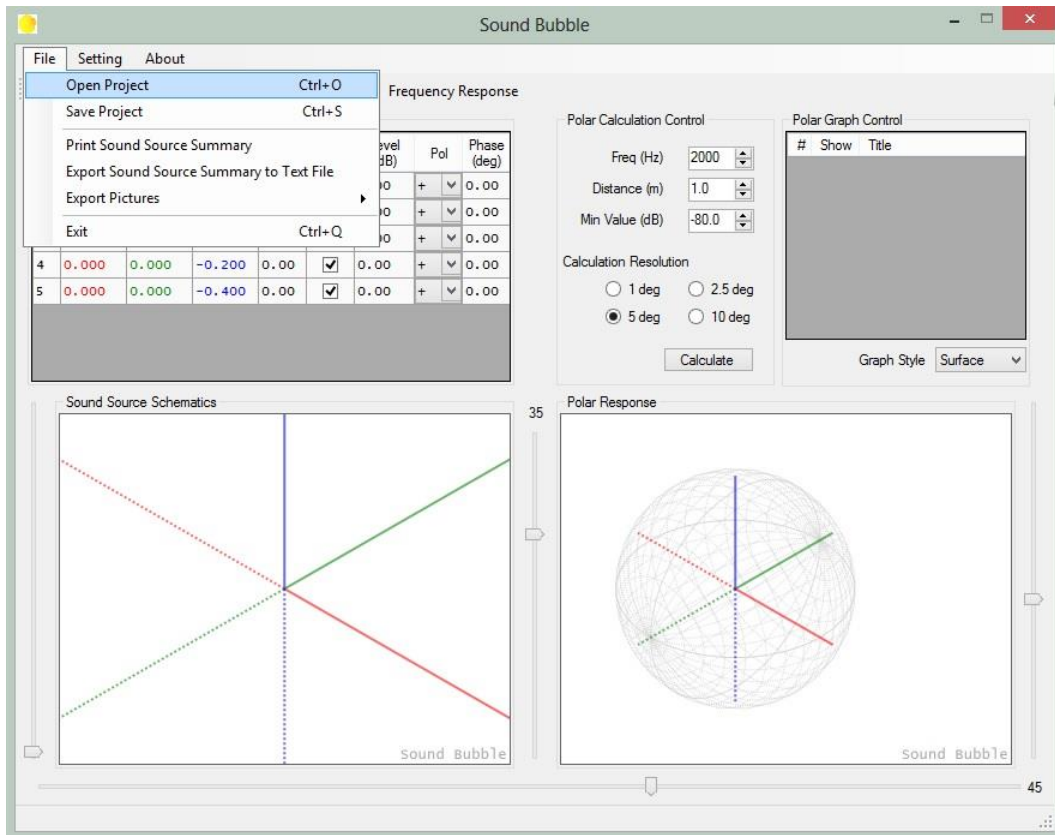 Sound Bubble
File Setting About
Open Project Ctrl+O
Save Project Ctrl+S
Print Sound Source Summary
Export Sound Source Summary to Text File
Export Pictures
Exit Ctrl+Q
Frequency Response
Pol Phase (deg)
+ 0.00
+ 0.00
+ 0.00
4 0.000 0.000 -0.200 0.00 0.00 + 0.00
5 0.000 0.000 -0.400 0.00 0.00 + 0.00
Polar Calculation Control
Freq (Hz) 2000
Distance (m) 1.0
Min Value (dB) -80.0
Calculation Resolution
1 deg 2.5 deg
5 deg 10 deg
Calculate
Polar Graph Control
# Show Title
Graph Style Surface
Sound Source Schematics
35
Sound Bubble
Polar Response
Sound Bubble
45